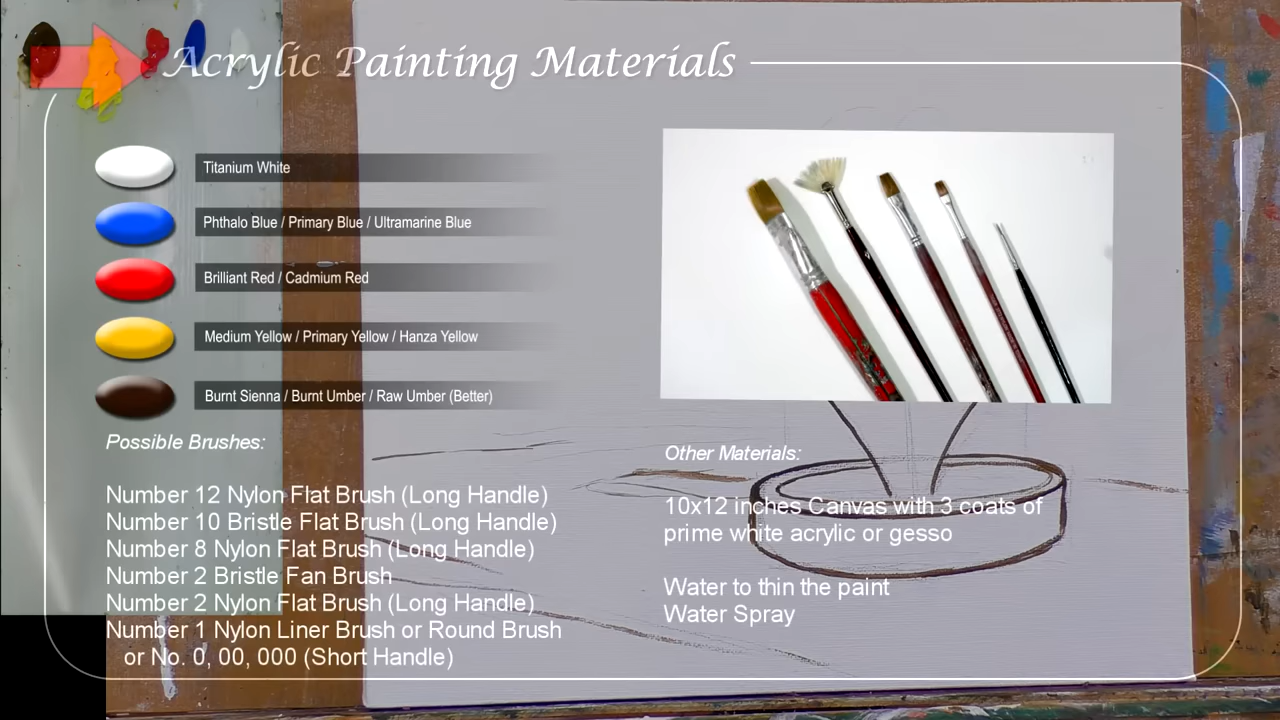 Acrylic Painting Materials
Titanium White
Phthalo Blue / Primary Blue / Ultramarine Blue
Brilliant Red / Cadmium Red
Medium Yellow / Primary Yellow / Hanza Yellow
Burnt Sienna / Burnt Umber / Raw Umber (Better)
Possible Brushes:
Number 12 Nylon Flat Brush (Long Handle)
Number 10 Bristle Flat Brush (Long Handle)
Number 8 Nylon Flat Brush (Long Handle)
Number 2 Bristle Fan Brush
Number 2 Nylon Flat Brush (Long Handle)
Number 1 Nylon Liner Brush or Round Brush
or No. 0, 00, 000 (Short Handle)
Other Materials:
10x12 inches Canvas with 3 coats of
prime white acrylic or gesso
Water to thin the paint
Water Spray